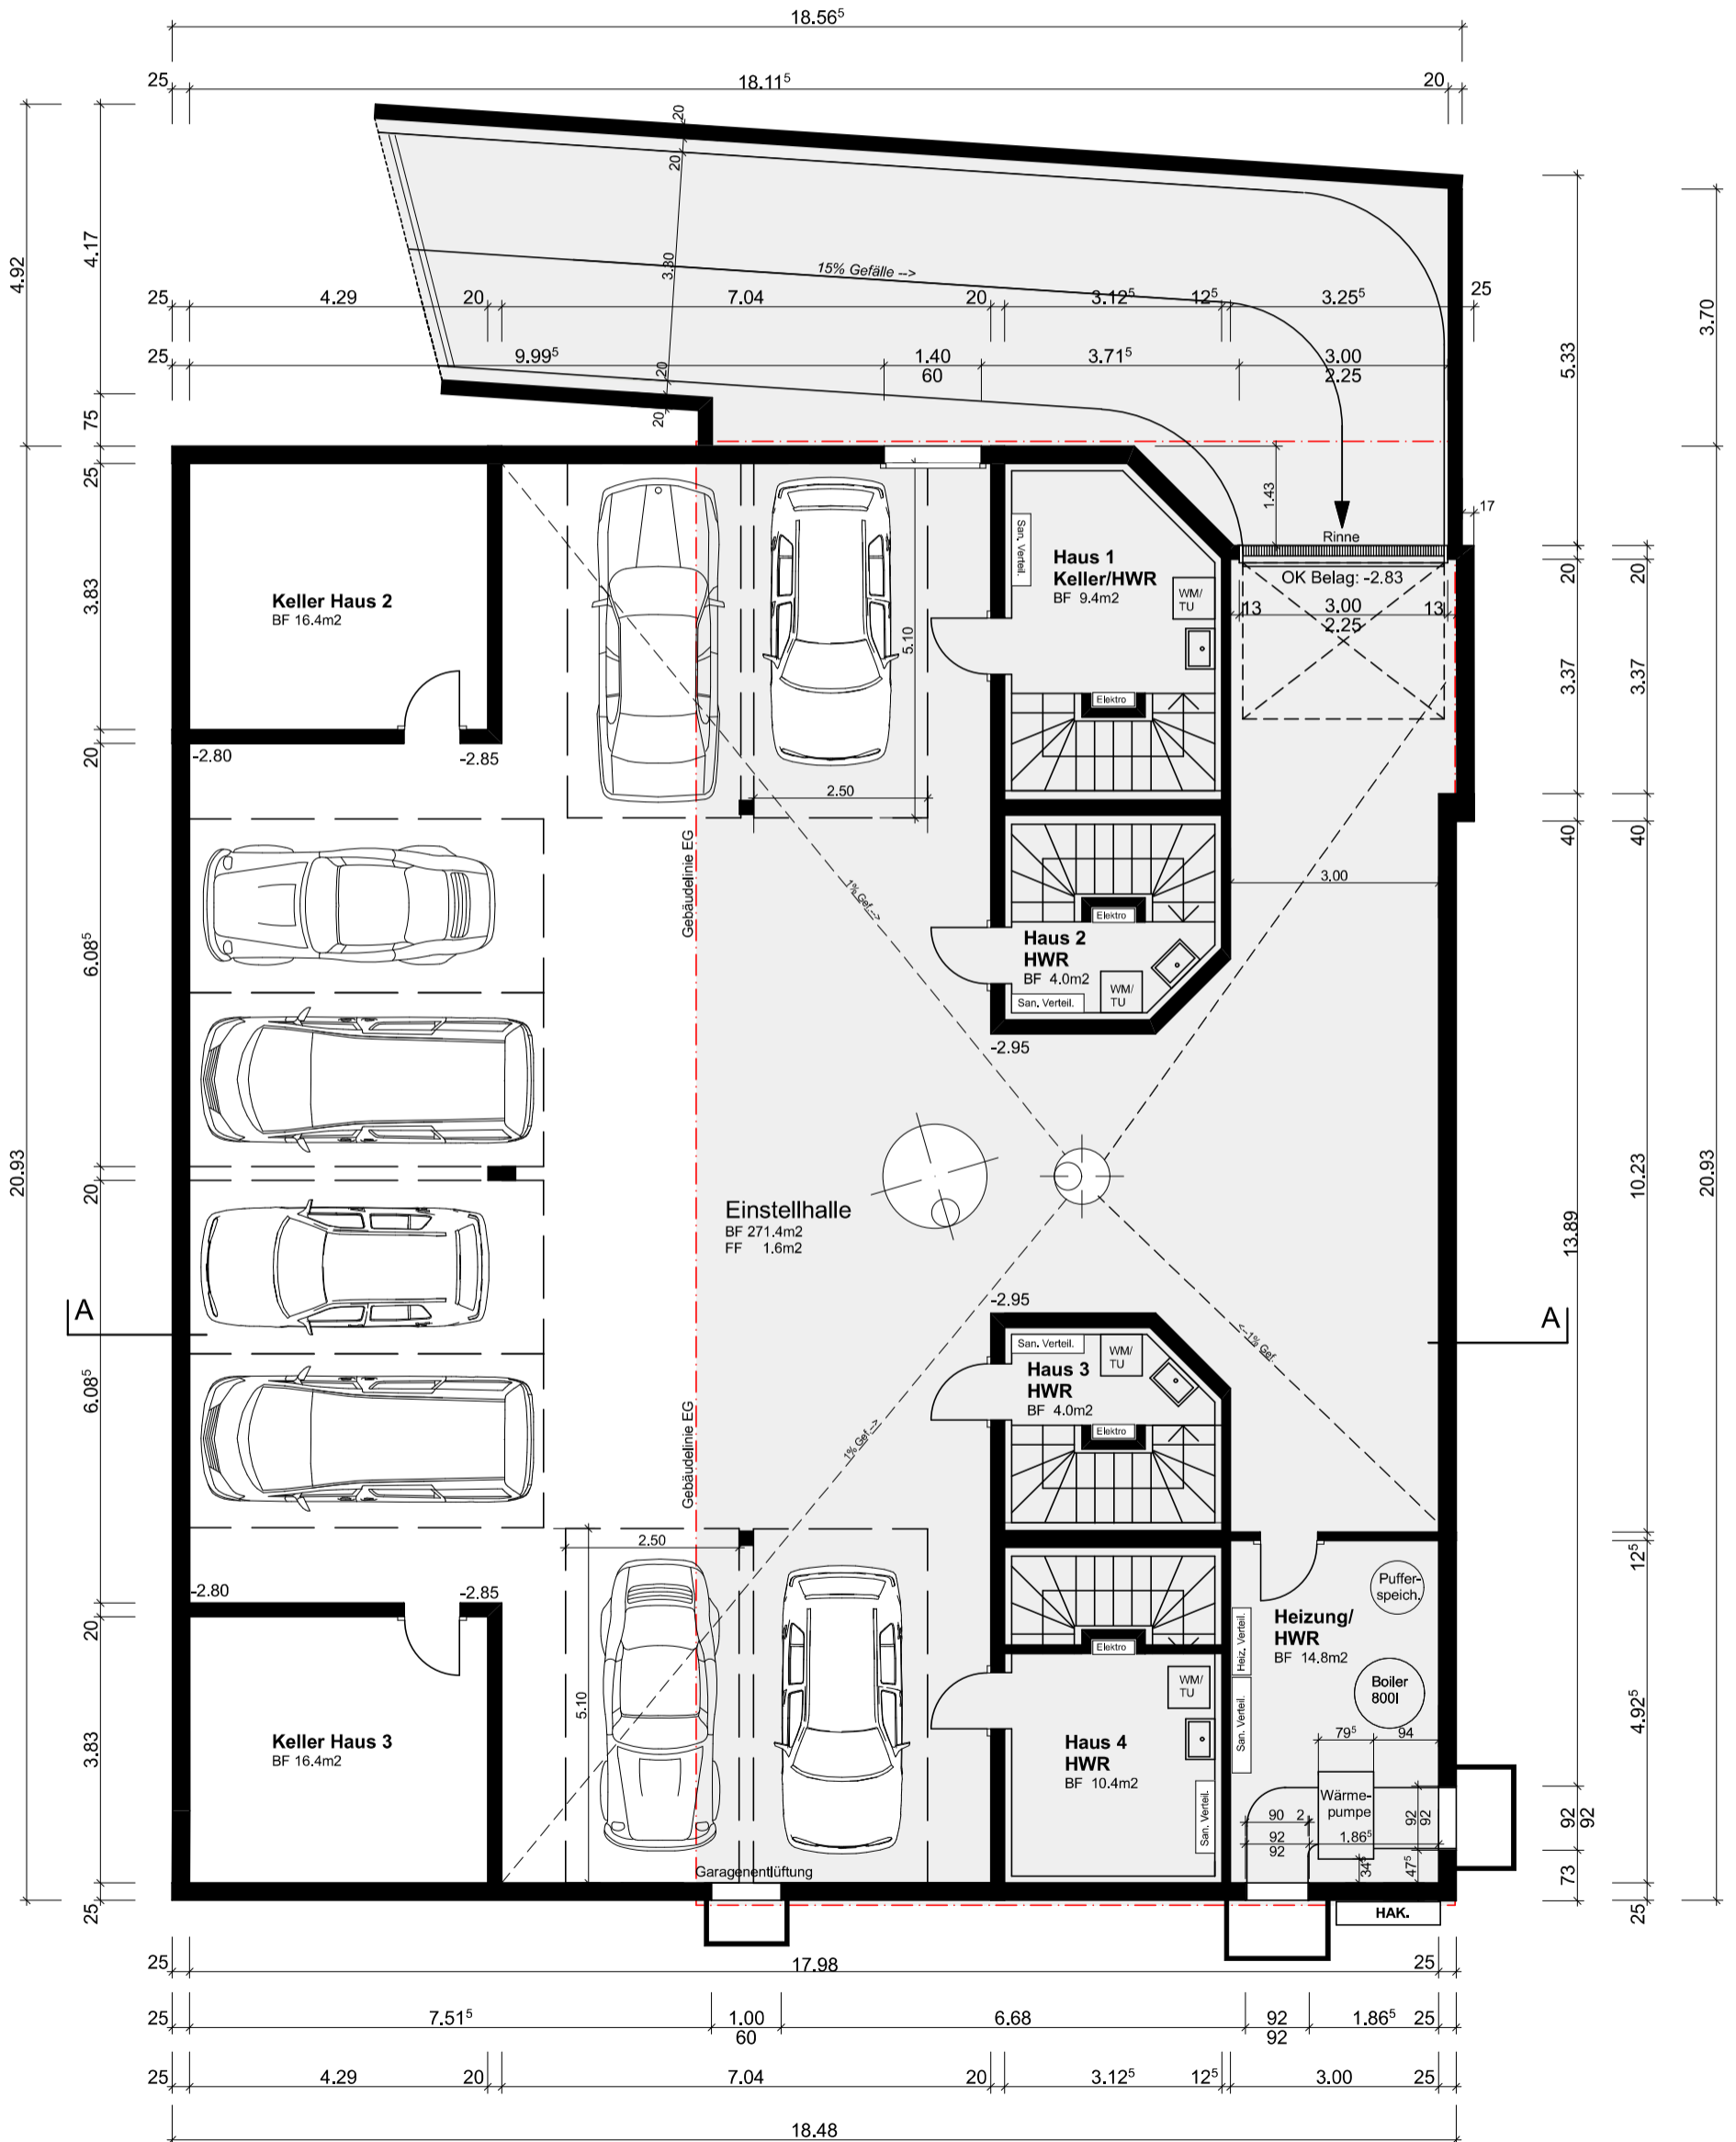 18.56⁵
25
18.11⁵
20
20
20
4.92
4.17
3.80
15% Gefälle -->
25
4.29
20
7.04
20
3.12⁵
12⁵
3.25⁵
25
3.70
5.33
25
9.99⁵
1.40
60
3.71⁵
3.00
2.25
20
20
75
25
1.43
17
Rinne
OK Belag: -2.83
20
20
San. Verteil.
Haus 1
Keller/HWR
BF 9.4m2
WM/
TU
13
3.00
13
2.25
Keller Haus 2
BF 16.4m2
3.83
5.10
3.37
3.37
Elektro
20
-2.80
-2.85
2.50
40
40
Gebäudelinie EG
3.00
1% Gef -->
Elektro
Haus 2
HWR
BF 4.0m2
San. Verteil.
WM/
TU
6.08⁵
-2.95
20.93
20
10.23
20.93
13.89
Einstellhalle
BF 271.4m2
FF 1.6m2
-2.95
A
A
<--1% Gef.
San. Verteil.
WM/
TU
Haus 3
HWR
BF 4.0m2
Elektro
6.08⁵
Gebäudelinie EG
1% Gef -->
2.50
12⁵
-2.80
-2.85
Puffer-
speich.
20
Heizung/
HWR
BF 14.8m2
Heiz. Verteil.
Elektro
WM/
TU
Boiler
800l
5.10
San. Verteil.
4.92⁵
3.83
Keller Haus 3
BF 16.4m2
Haus 4
HWR
BF 10.4m2
79⁵
94
San. Verteil.
Wärme-
pumpe
90
2
92
92
92
92
1.86⁵
92
92
34⁵
47⁵
73
Garagenentlüftung
25
HAK.
25
25
17.98
25
25
7.51⁵
1.00
60
6.68
92
92
1.86⁵
25
25
4.29
20
7.04
20
3.12⁵
12⁵
3.00
25
18.48